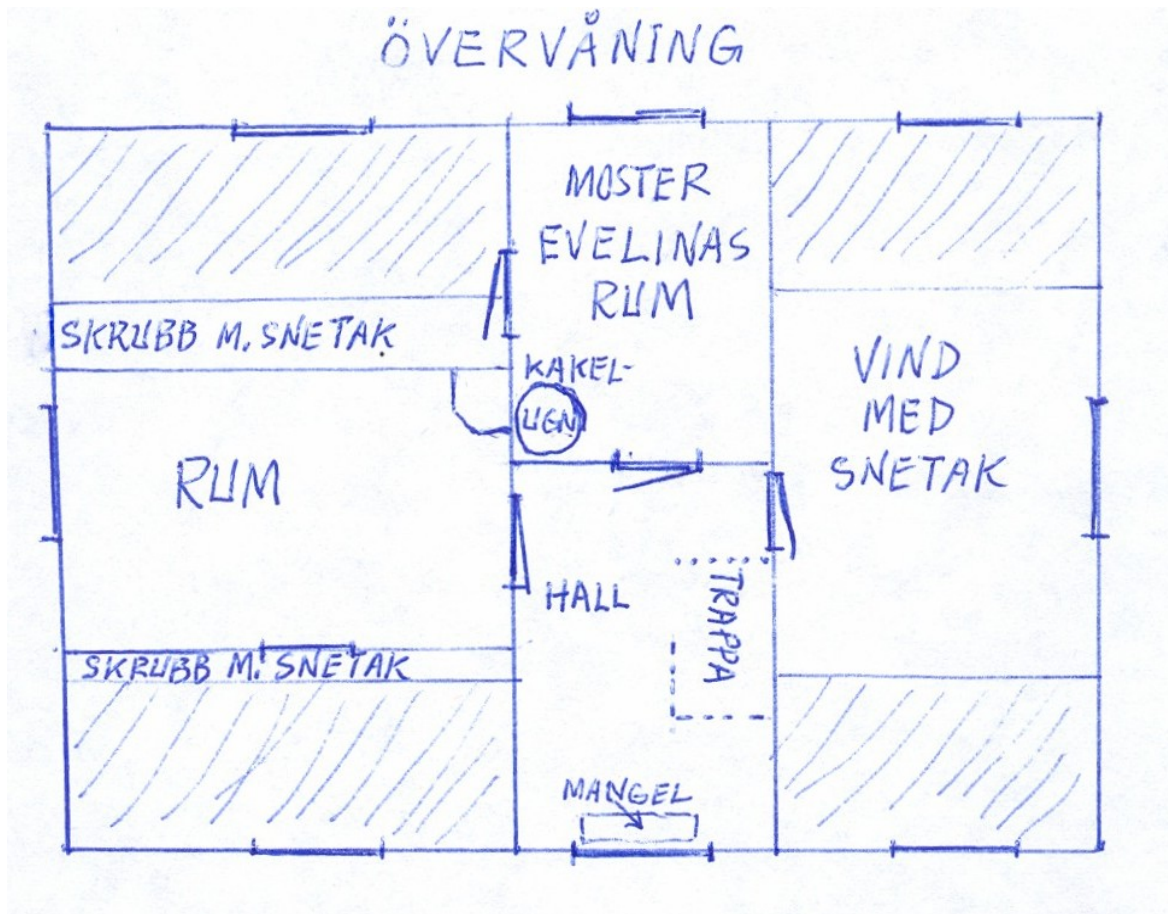 ÖVERVÅNING
MOSTER
EVELINAS
RUM
SKRUBB M. SNETAK
KAKEL-
UGN
VIND
MED
SNETAK
RUM
HALL
TRAPPA
SKRUBB M. SNETAK
MANGEL